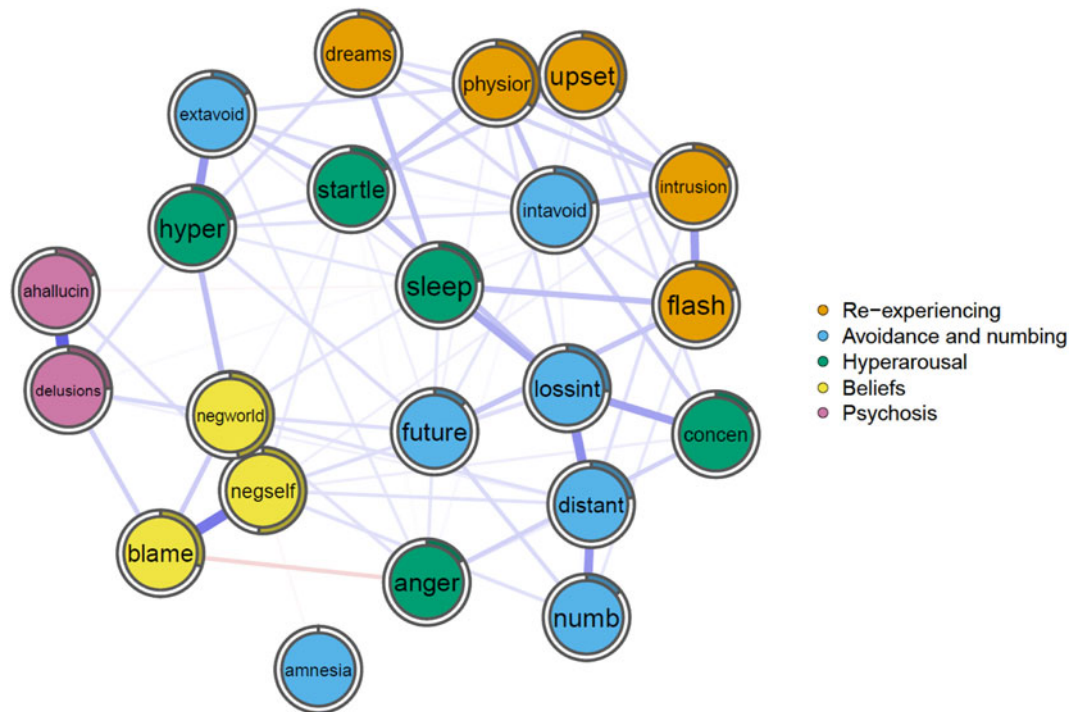 dreams
physior
upset
extavoid
startle
intrusion
intavoid
hyper
ahallucin
sleep
flash
delusions
negworld
future
lossint
concen
negself
distant
blame
anger
numb
amnesia
Re-experiencing
Avoidance and numbing
Hyperarousal
Beliefs
Psychosis